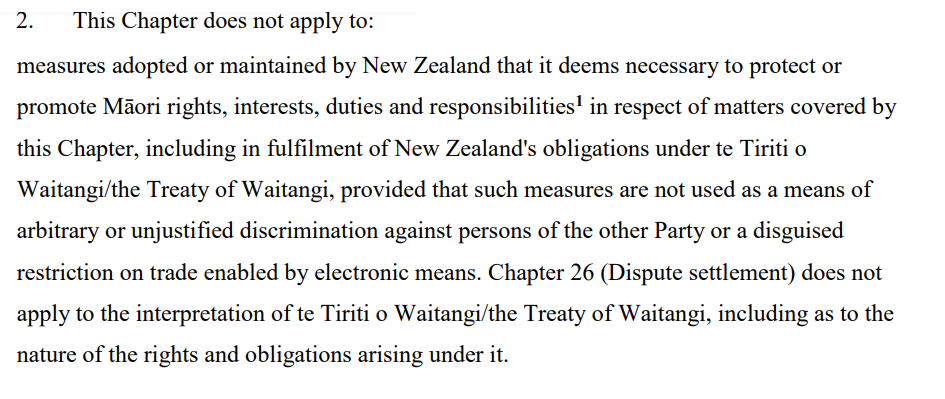 2. This Chapter does not apply to:
measures adopted or maintained by New Zealand that it deems necessary to protect or
promote Māori rights, interests, duties and responsibilities¹ in respect of matters covered by
this Chapter, including in fulfilment of New Zealand's obligations under te Tiriti o
Waitangi/the Treaty of Waitangi, provided that such measures are not used as a means of
arbitrary or unjustified discrimination against persons of the other Party or a disguised
restriction on trade enabled by electronic means. Chapter 26 (Dispute settlement) does not
apply to the interpretation of te Tiriti o Waitangi/the Treaty of Waitangi, including as to the
nature of the rights and obligations arising under it.